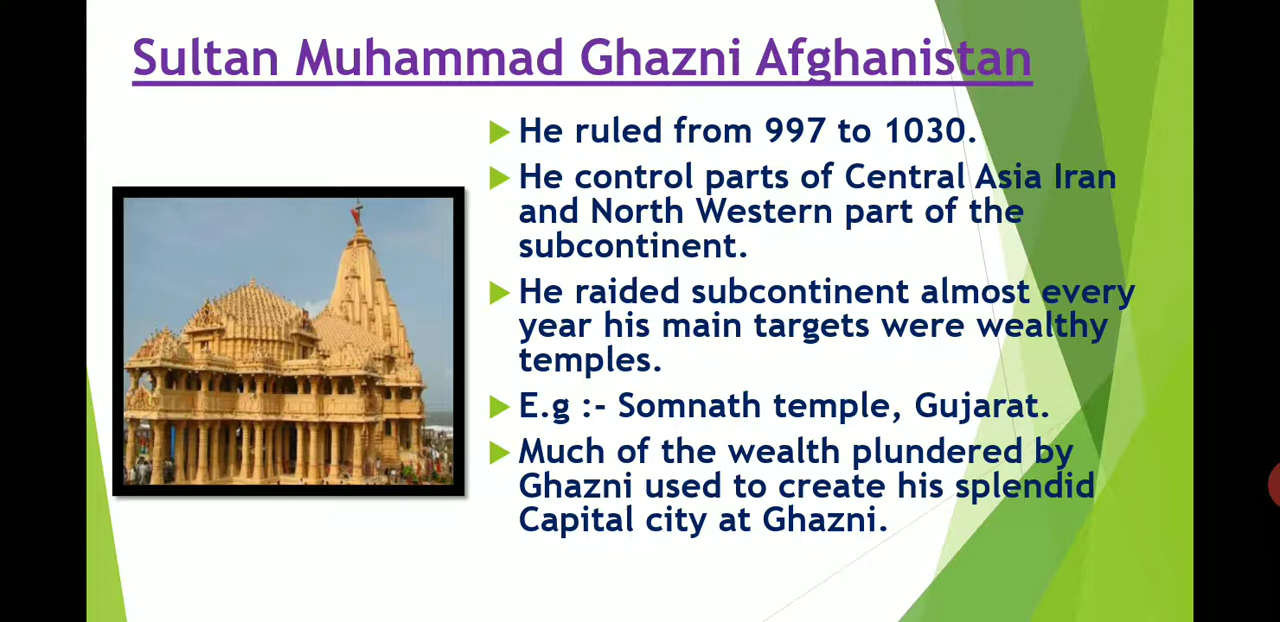 Sultan Muhammad Ghazni Afghanistan
He ruled from 997 to 1030.
He control parts of Central Asia Iran
and North Western part of the
subcontinent.
He raided subcontinent almost every
year his main targets were wealthy
temples.
E.g :- Somnath temple, Gujarat.
Much of the wealth plundered by
Ghazni used to create his splendid
Capital city at Ghazni.